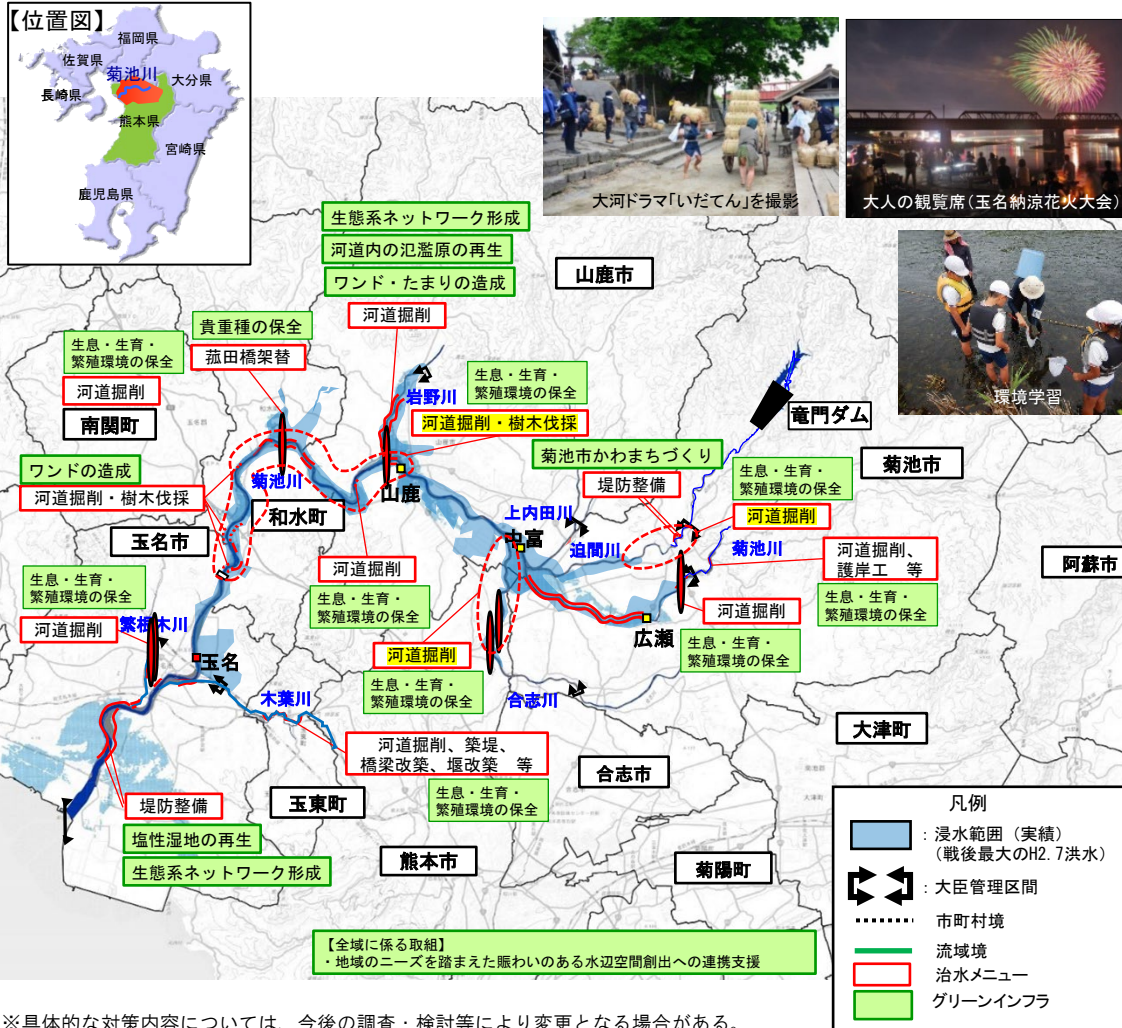 【位置図】
福岡県
佐賀県
菊池川
大分県
長崎県
熊本県
宮崎県
鹿児島県
大河ドラマ「いだてん」を撮影
大人の観覧席(玉名納涼花火大会)
環境学習
生態系ネットワーク形成
河道内の氾濫原の再生
ワンド・たまりの造成
河道掘削
山鹿市
貴重種の保全
菰田橋架替
生息・生育・
繁殖環境の保全
河道掘削
南関町
岩野川
生息・生育・
繁殖環境の保全
河道掘削・樹木伐採
竜門ダム
菊池市かわまちづくり
堤防整備
菊池市
生息・生育・
繁殖環境の保全
河道掘削
ワンドの造成
河道掘削・樹木伐採
菊池川
和水町
山鹿
上内田川
中富
迫間川
菊池川
玉名市
河道掘削
河道掘削、
護岸工 等
阿蘇市
生息・生育・
繁殖環境の保全
生息・生育・
繁殖環境の保全
河道掘削
生息・生育・
繁殖環境の保全
河道掘削
繁根木川
広瀬
生息・生育・
繁殖環境の保全
河道掘削
生息・生育・
繁殖環境の保全
玉名
木葉川
合志川
河道掘削、築堤、
橋梁改築、堰改築 等
生息・生育・
繁殖環境の保全
大津町
合志市
玉東町
堤防整備
塩性湿地の再生
生態系ネットワーク形成
熊本市
菊陽町
【全域に係る取組】
・地域のニーズを踏まえた賑わいのある水辺空間創出への連携支援
凡例
：浸水範囲（実績）
（戦後最大のH2.7洪水）
：大臣管理区間
市町村境
流域境
治水メニュー
グリーンインフラ
※具体的な対策内容については、今後の調査・検討等により変更となる場合がある。